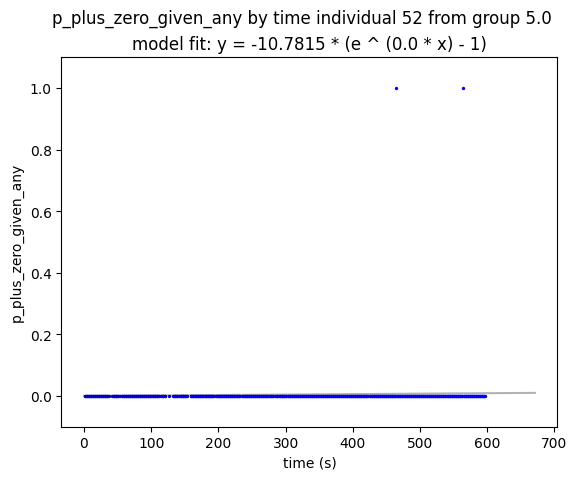 p_plus_zero_given_any by time individual 52 from group 5.0
model fit: y = -10.7815 * (e ^ (0.0 * x) - 1)
1.0
0.8
0.6
0.4
0.2
0.0
p_plus_zero_given_any
0 100 200 300 400 500 600 700
time (s)